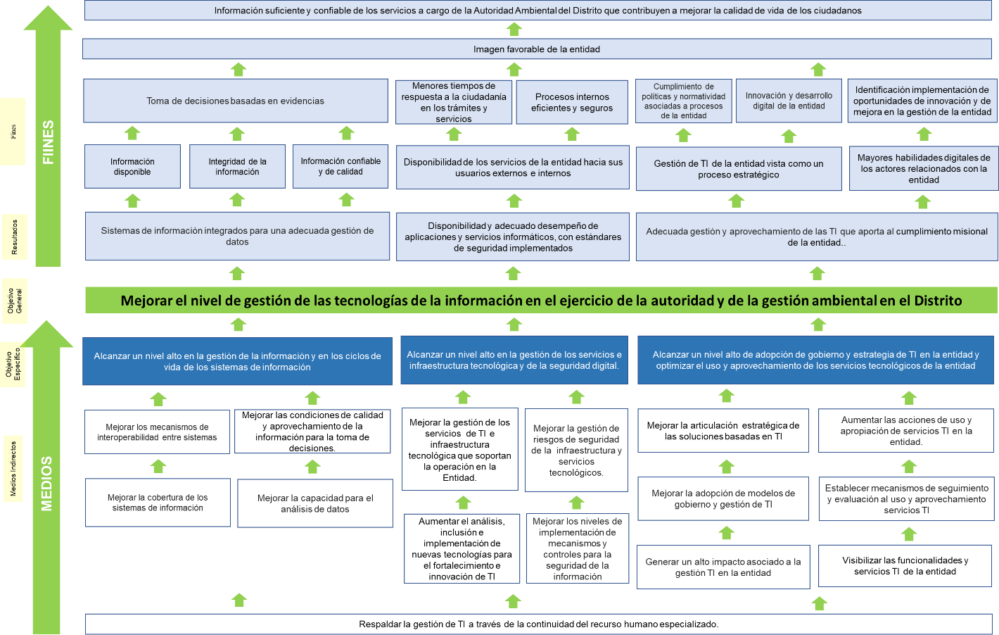 Información suficiente y confiable de los servicios a cargo de la Autoridad Ambiental del Distrito que contribuyen a mejorar la calidad de vida de los ciudadanos
Imagen favorable de la entidad
Fines
FIINES
Toma de decisiones basadas en evidencias
Menores tiempos de
respuesta a la ciudadanía
en los trámites y
servicios
Procesos internos
eficientes y seguros
Cumplimiento de
políticas y normatividad
asociadas a procesos
de la entidad
Innovación y desarrollo
digital de la entidad
Identificación implementación de
oportunidades de innovación y de
mejora en la gestión de la entidad
Información
disponible
Integridad de la
información
Información confiable
y de calidad
Disponibilidad de los servicios de la entidad hacia sus
usuarios externos e internos
Gestión de TI de la entidad vista como un
proceso estratégico
Mayores habilidades digitales de
los actores relacionados con la
entidad
Resultados
Sistemas de información integrados para una adecuada gestión de
datos
Disponibilidad y adecuado desempeño de
aplicaciones y servicios informáticos, con estándares
de seguridad implementados
Adecuada gestión y aprovechamiento de las TI que aporta al cumplimiento misional
de la entidad..
Objetivo
General
Mejorar el nivel de gestión de las tecnologías de la información en el ejercicio de la autoridad y de la gestión ambiental en el Distrito
Objetivo
Especifico
MEDIOS
Alcanzar un nivel alto en la gestión de la información y en los ciclos de
vida de los sistemas de información
Alcanzar un nivel alto en la gestión de los servicios e
infraestructura tecnológica y de la seguridad digital.
Alcanzar un nivel alto de adopción de gobierno y estrategia de TI en la entidad y
optimizar el uso y aprovechamiento de los servicios tecnológicos de la entidad
Medios Indirectos
Mejorar los mecanismos de
interoperabilidad entre sistemas
Mejorar las condiciones de calidad
y aprovechamiento de la
información para la toma de
decisiones.
Mejorar la gestión de los
servicios de TI e
infraestructura
tecnológica que soportan
la operación en la
Entidad.
Mejorar la gestión de
riesgos de seguridad
de la infraestructura y
servicios
tecnológicos.
Mejorar la articulación estratégica de
las soluciones basadas en TI
Aumentar las acciones de uso y
apropiación de servicios TI en la
entidad.
Mejorar la cobertura de los
sistemas de información
Mejorar la capacidad para el
análisis de datos
Aumentar el análisis,
inclusión e
implementación de
nuevas tecnologías para
el fortalecimiento e
innovación de TI
Mejorar los niveles de
implementación de
mecanismos y
controles para la
seguridad de la
información
Mejorar la adopción de modelos de
gobierno y gestión de TI
Establecer mecanismos de seguimiento
y evaluación al uso y aprovechamiento
servicios TI
Generar un alto impacto asociado a la
gestión TI en la entidad
Visibilizar las funcionalidades y
servicios TI de la entidad
Respaldar la gestión de TI a través de la continuidad del recurso humano especializado.